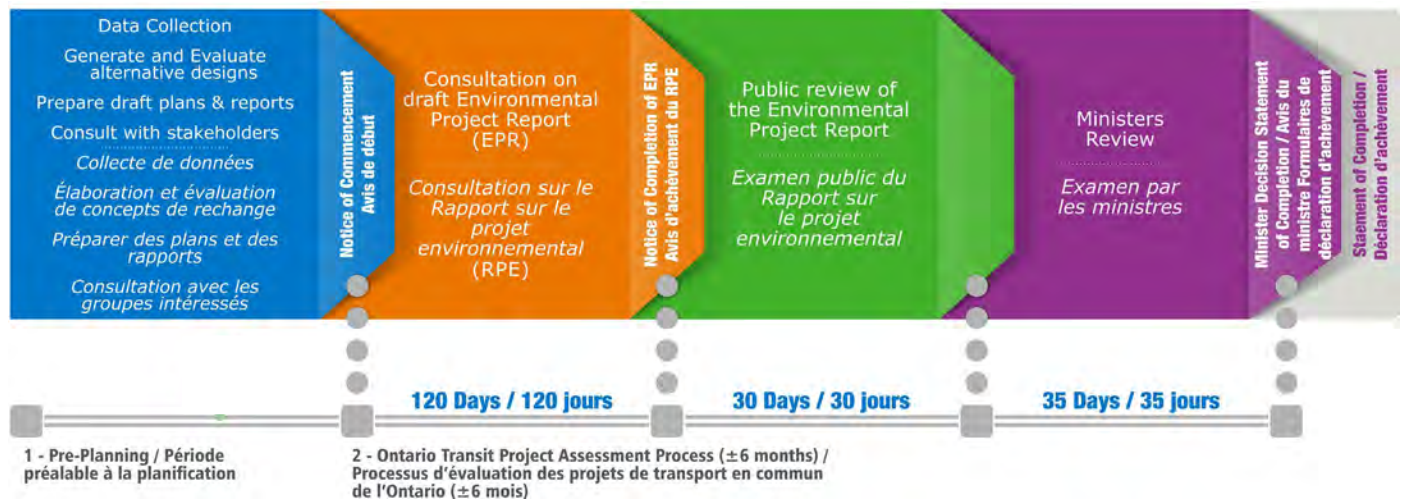 Data Collection
Generate and Evaluate
alternative designs
Prepare draft plans & reports
Consult with stakeholders
Collecte de données
Élaboration et évaluation
de concepts de rechange
Préparer des plans et des
rapports
Consultation avec les
groupes intéressés
Notice of Commencement
Avis de début
Consultation on
draft Environmental
Project Report
(EPR)
Consultation sur le
Rapport sur le
projet
environnemental
(RPE)
Notice of Completion of EPR
Avis d'achèvement du RPE
Public review of
the Environmental
Project Report
Examen public du
Rapport sur
le projet
environnemental
Ministers
Review
Examen par
les ministres
Minister Decision Statement
of Completion / Avis du
ministre Formulaires de
déclaration d'achèvement
Staement of Completion /
Déclaration d'achèvement
120 Days / 120 jours
30 Days / 30 jours
35 Days / 35 jours
1 - Pre-Planning / Période
préalable à la planification
2 - Ontario Transit Project Assessment Process (±6 months) /
Processus d'évaluation des projets de transport en commun
de l'Ontario (±6 mois)